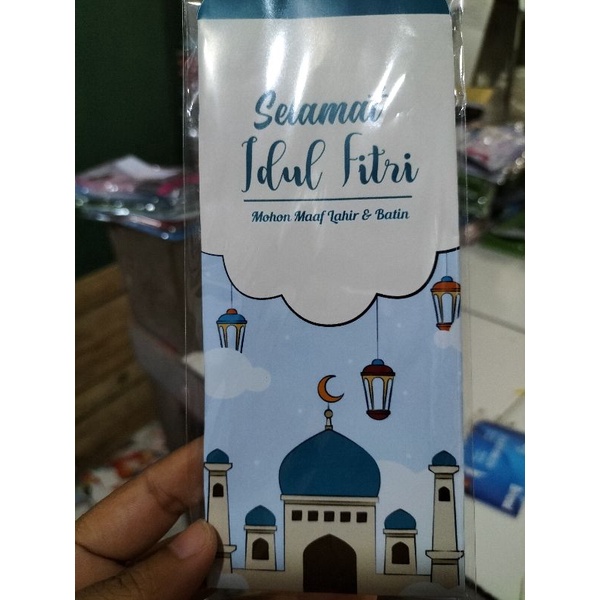 Selamat
Idul Fitri
Mohon Maaf Lahir & Batin